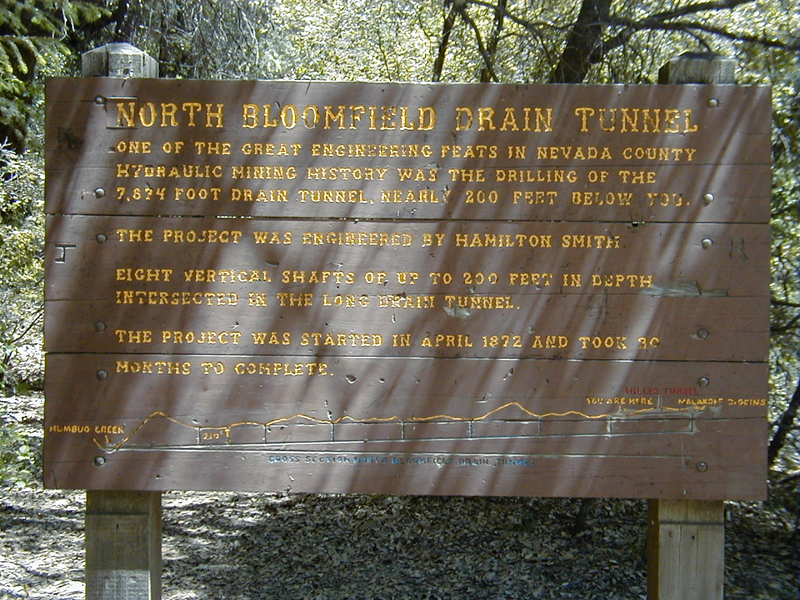 NORTH BLOOMFIELD DRAIN TUNNEL
ONE OF THE GREAT ENGINEERING FEATS IN NEVADA COUNTY
HYDRAULIC MINING HISTORY WAS THE DRILLING OF THE
7,874 FOOT DRAIN TUNNEL, NEARLY 200 FEET BELOW YOU.
THE PROJECT WAS ENGINEERED BY HAMILTON SMITH.
EIGHT VERTICAL SHAFTS OF UP TO 200 FEET IN DEPTH
INTERSECTED IN THE LONG DRAIN TUNNEL.
THE PROJECT WAS STARTED IN APRIL 1872 AND TOOK 30
MONTHS TO COMPLETE.
TUNNEL
YOU ARE HERE MALAKOFF DIGGINS
HUMBUG CREEK
CROSS SECTION NORTH BLOOMFIELD DRAIN TUNNEL